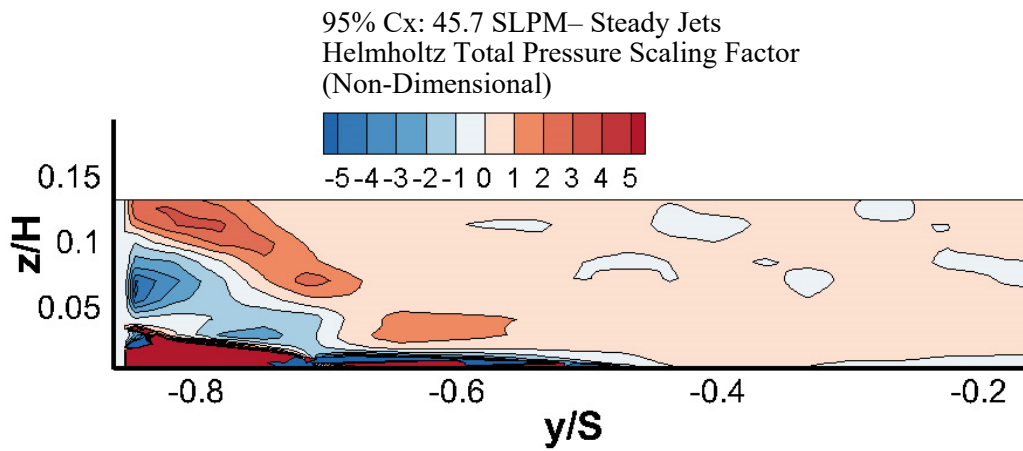 95% Cx: 45.7 SLPM– Steady Jets
Helmholtz Total Pressure Scaling Factor
(Non-Dimensional)
-5 -4 -3 -2 -1 0 1 2 3 4 5
z/H
0.15
0.1
0.05
-0.8 -0.6 -0.4 -0.2
y/S